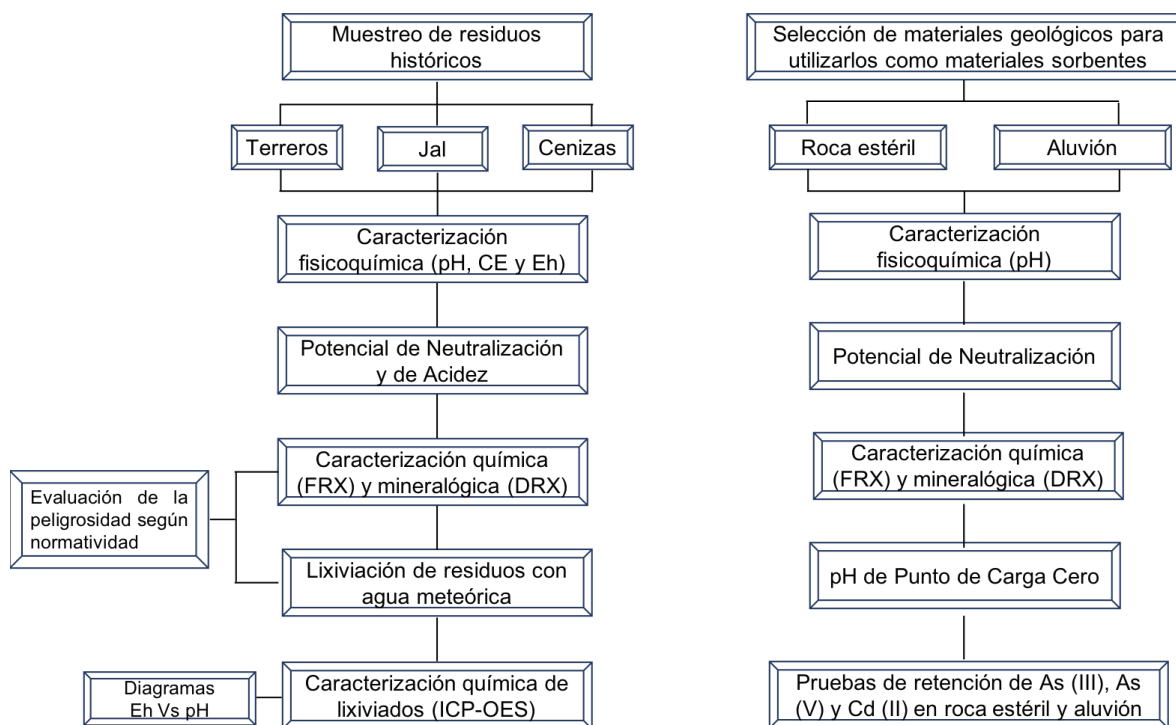 Muestreo de residuos
históricos
Terreros
Jal
Cenizas
Caracterización
fisicoquímica (pH, CE y Eh)
Potencial de Neutralización
y de Acidez
Caracterización química
(FRX) y mineralógica (DRX)
Evaluación de la
peligrosidad según
normatividad
Lixiviación de residuos con
agua meteórica
Diagramas
Eh Vs pH
Caracterización química de
lixiviados (ICP-OES)
Selección de materiales geológicos para
utilizarlos como materiales sorbentes
Roca estéril
Aluvión
Caracterización
fisicoquímica (pH)
Potencial de Neutralización
Caracterización química
(FRX) y mineralógica (DRX)
pH de Punto de Carga Cero
Pruebas de retención de As (III), As
(V) y Cd (II) en roca estéril y aluvión